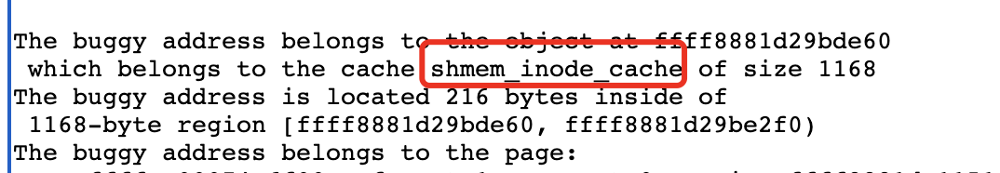 The buggy address belongs to the object at ffff8881d29bde60
which belongs to the cache shmem_inode_cache of size 1168
The buggy address is located 216 bytes inside of
1168-byte region [ffff8881d29bde60, ffff8881d29be2f0)
The buggy address belongs to the page: